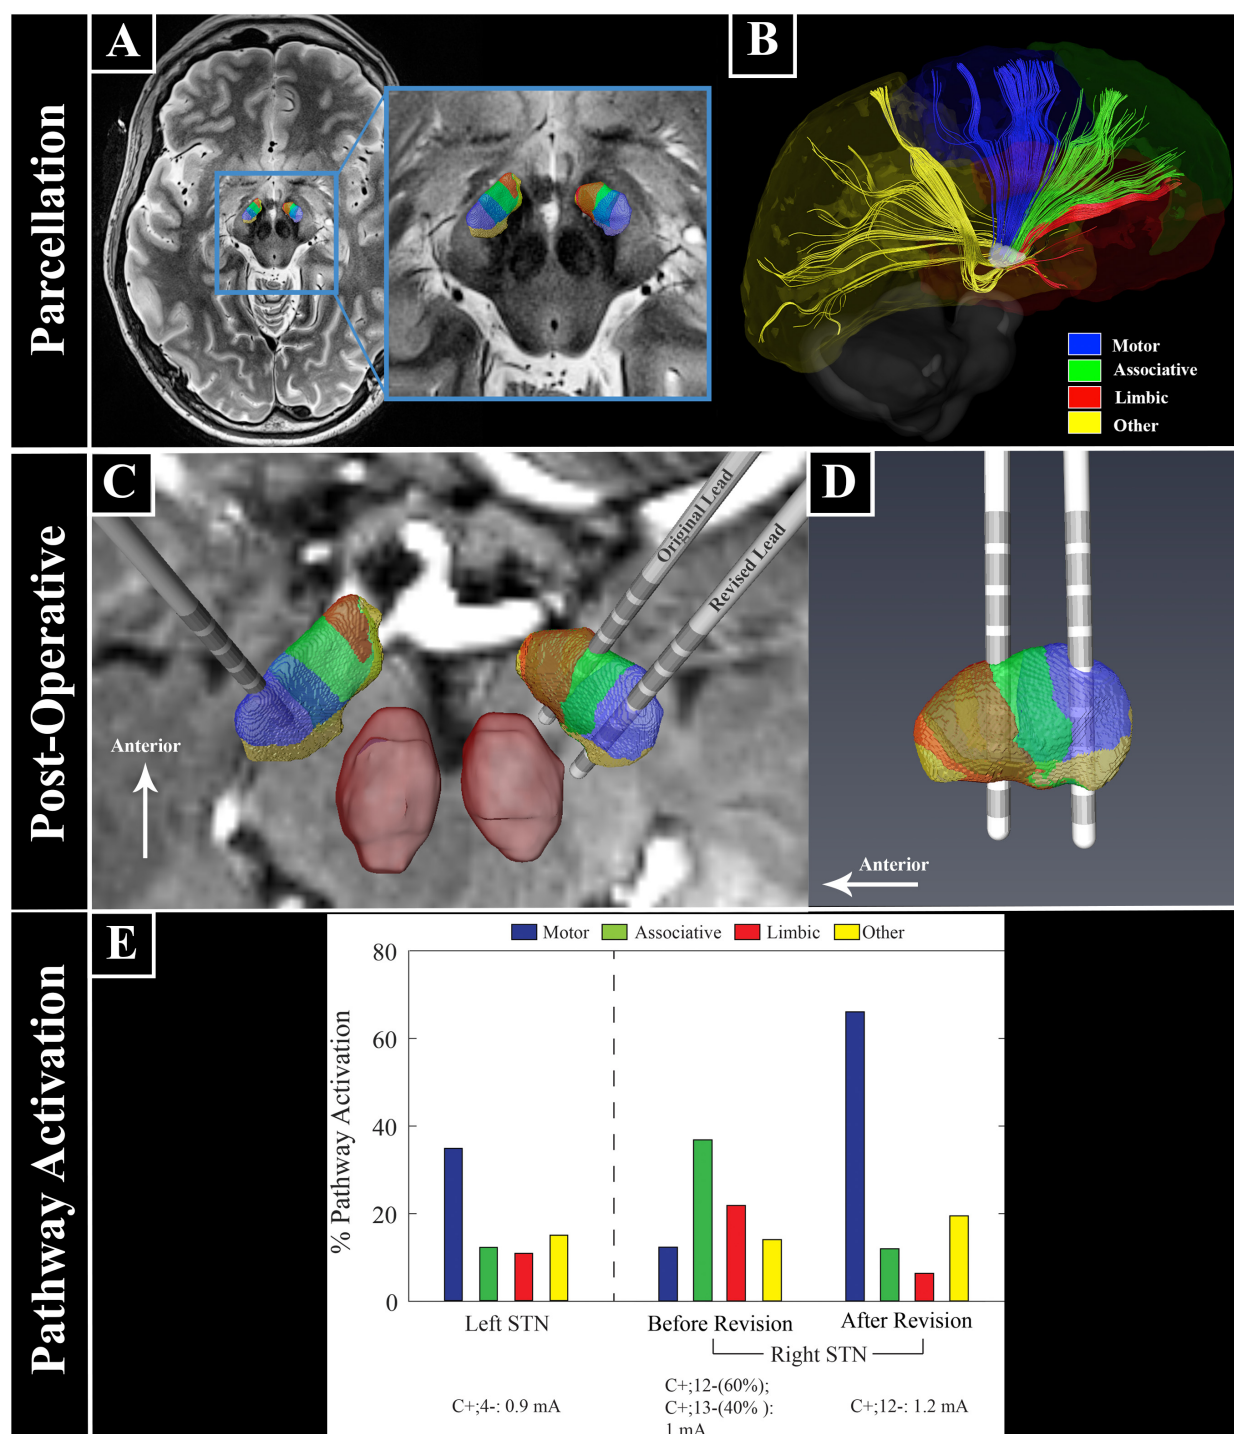 Parcellation
A
B
Motor
Associative
Limbic
Other
Post-Operative
C
Original Lead
Revised Lead
Anterior
D
Anterior
Pathway Activation
E
Motor
Associative
Limbic
Other
% Pathway Activation
80
60
40
20
0
Left STN
Before Revision
After Revision
Right STN
C+;4-: 0.9 mA
C+;12-(60%);
C+;13-(40% ):
1 mA
C+;12-: 1.2 mA